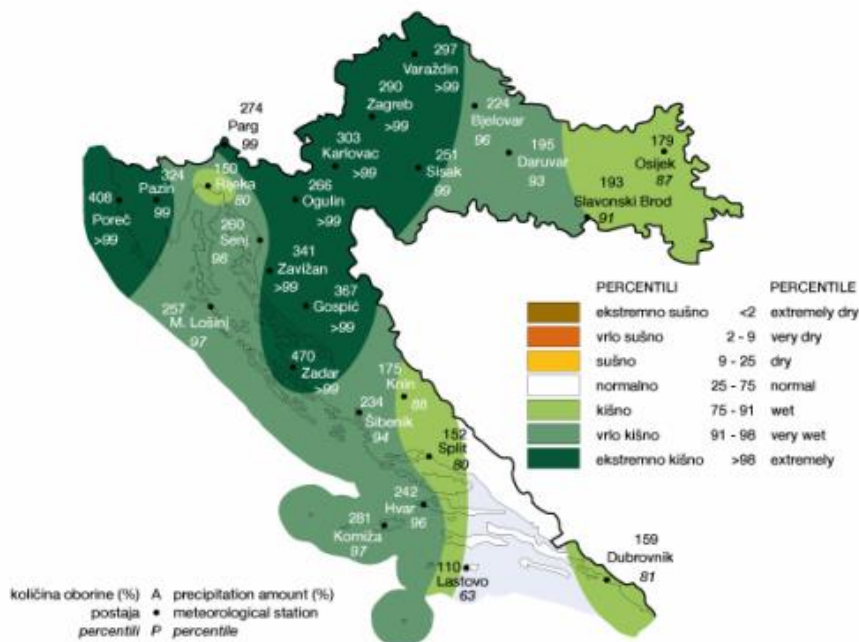 297
Varaždin
>99
290
Zagreb
>99
224
Bjelovar
96
274
Parg
99
303
Karlovac
>99
251
Sisak
99
195
Daruvar
93
179
Osijek
87
193
Slavonski Brod
91
408
Poreč
>99
324
Pazin
99
150
Rijeka
80
266
Ogulin
>99
260
Senj
96
341
Zavižan
>99
367
Gospić
>99
257
M. Lošinj
97
470
Zadar
>99
175
Knin
88
234
Šibenik
94
152
Split
80
242
Hvar
96
281
Komiža
97
110
Lastovo
63
159
Dubrovnik
81
PERCENTILI PERCENTILE
ekstremno sušno <2 extremely dry
vrlo sušno 2 - 9 very dry
sušno 9 - 25 dry
normalno 25 - 75 normal
kišno 75 - 91 wet
vrlo kišno 91 - 98 very wet
ekstremno kišno >98 extremely
količina oborine (%) A precipitation amount (%)
postaja • meteorological station
percentili P percentile